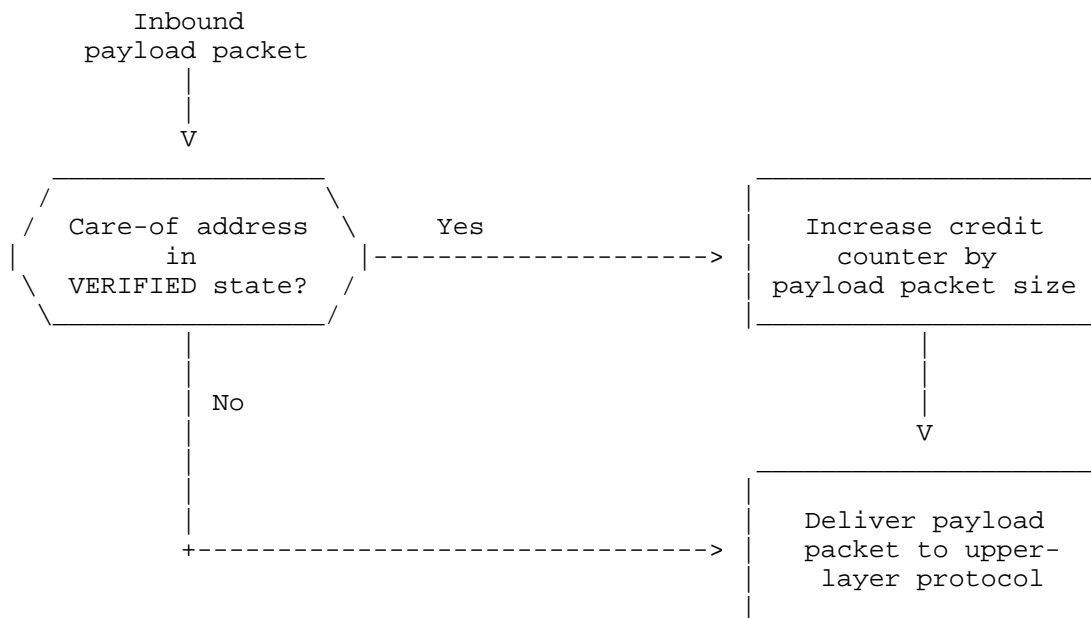 Inbound
payload packet
Care-of address
in
VERIFIED state?
Yes
Increase credit
counter by
payload packet size
No
Deliver payload
packet to upper-
layer protocol